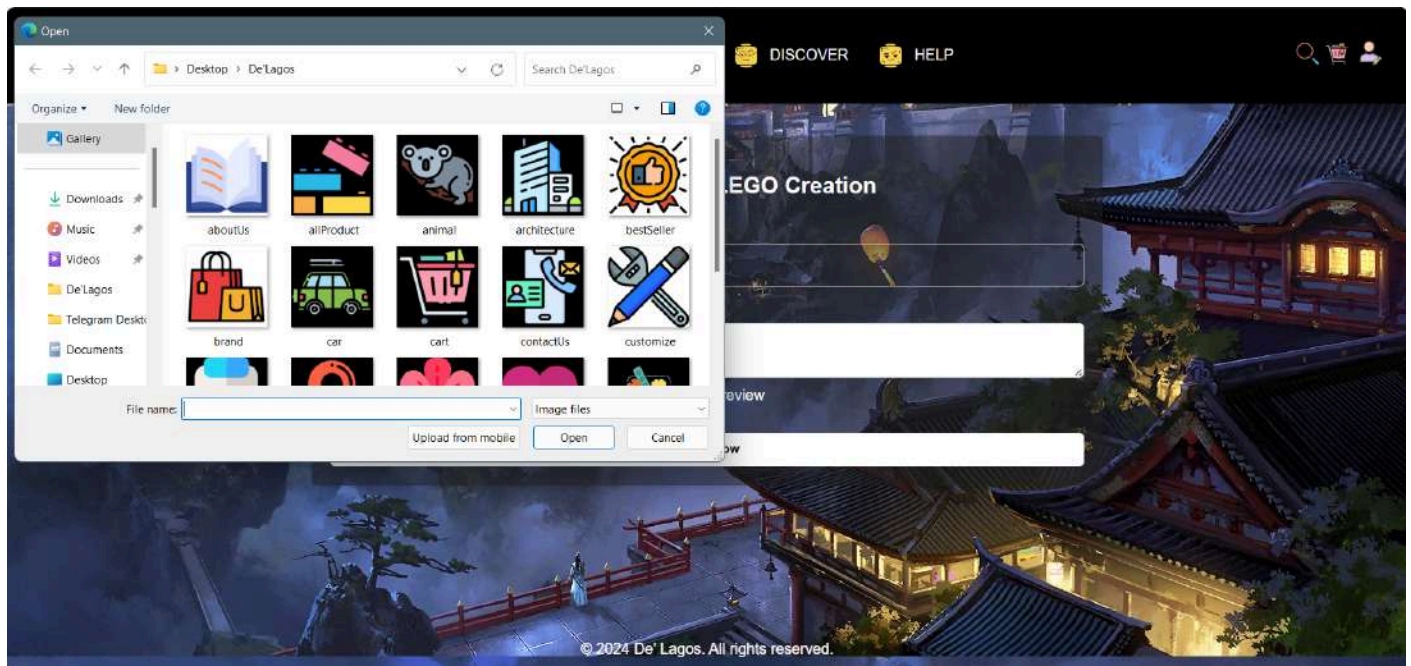 Open
DISCOVER
HELP
Desktop > De'Lagos
Search De'Lagos
Organize
New folder
Gallery
Downloads
Music
Videos
De'Lagos
Telegram Deskt
Documents
Desktop
aboutUs
allProduct
animal
architecture
bestSeller
brand
car
cart
contactUs
customize
File name:
Image files
Upload from mobile
Open
Cancel
EGO Creation
eview
ow
© 2024 De' Lagos. All rights reserved.